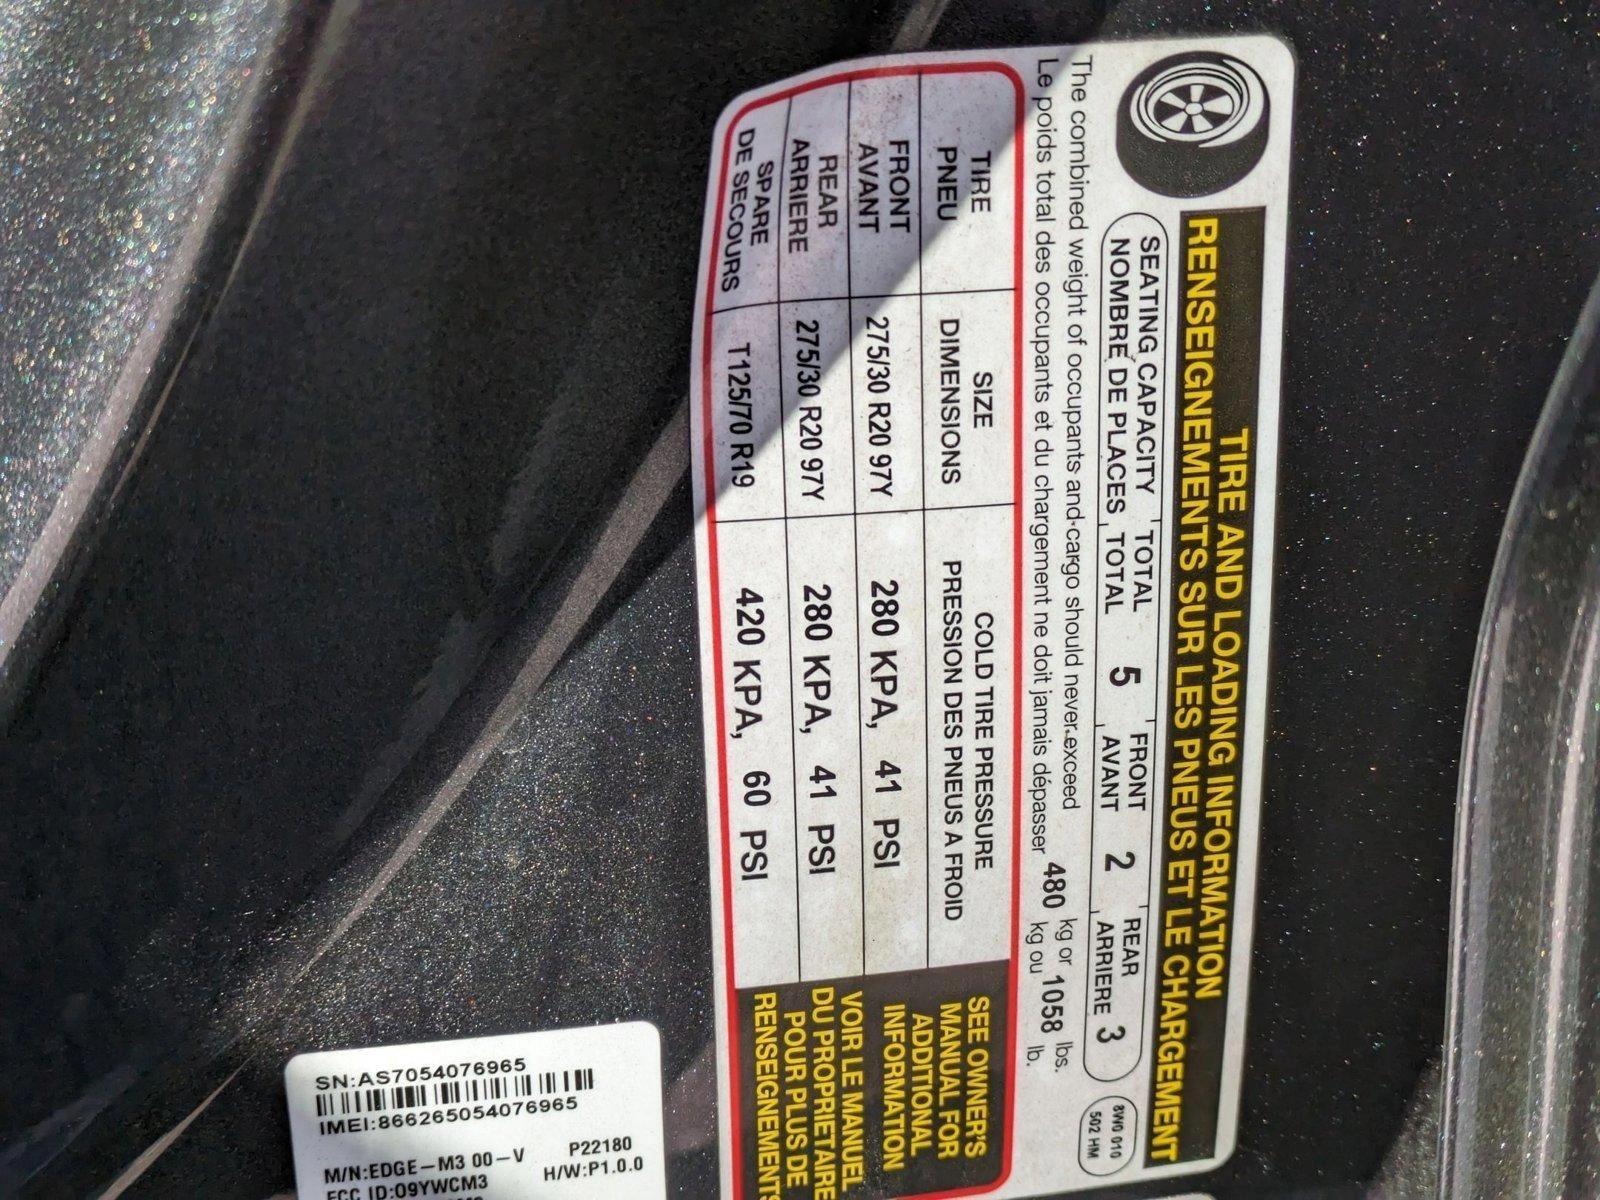 TIRE AND LOADING INFORMATION
RENSEIGNEMENTS SUR LES PNEUS ET LE CHARGEMENT
SEATING CAPACITY TOTAL 5 FRONT 2 REAR 3
NOMBRE DE PLACES TOTAL AVANT ARRIERE
8W0 010
502 HM
The combined weight of occupants and cargo should never exceed 480 kg or 1058 lbs.
Le poids total des occupants et du chargement ne doit jamais dépasser kg ou lb.
TIRE SIZE COLD TIRE PRESSURE
PNEU DIMENSIONS PRESSION DES PNEUS A FROID
FRONT 275/30 R20 97Y 280 KPA, 41 PSI
AVANT
REAR 275/30 R20 97Y 280 KPA, 41 PSI
ARRIERE
SPARE T125/70 R19 420 KPA, 60 PSI
DE SECOURS
SEE OWNER'S
MANUAL FOR
ADDITIONAL
INFORMATION
VOIR LE MANUEL
DU PROPRIETAIRE
POUR PLUS DE
RENSEIGNEMENTS
SN:AS7054076965
IMEI:866265054076965
M/N:EDGE-M3 00-V P22180
FCC ID:O9YWCM3 H/W:P1.0.0